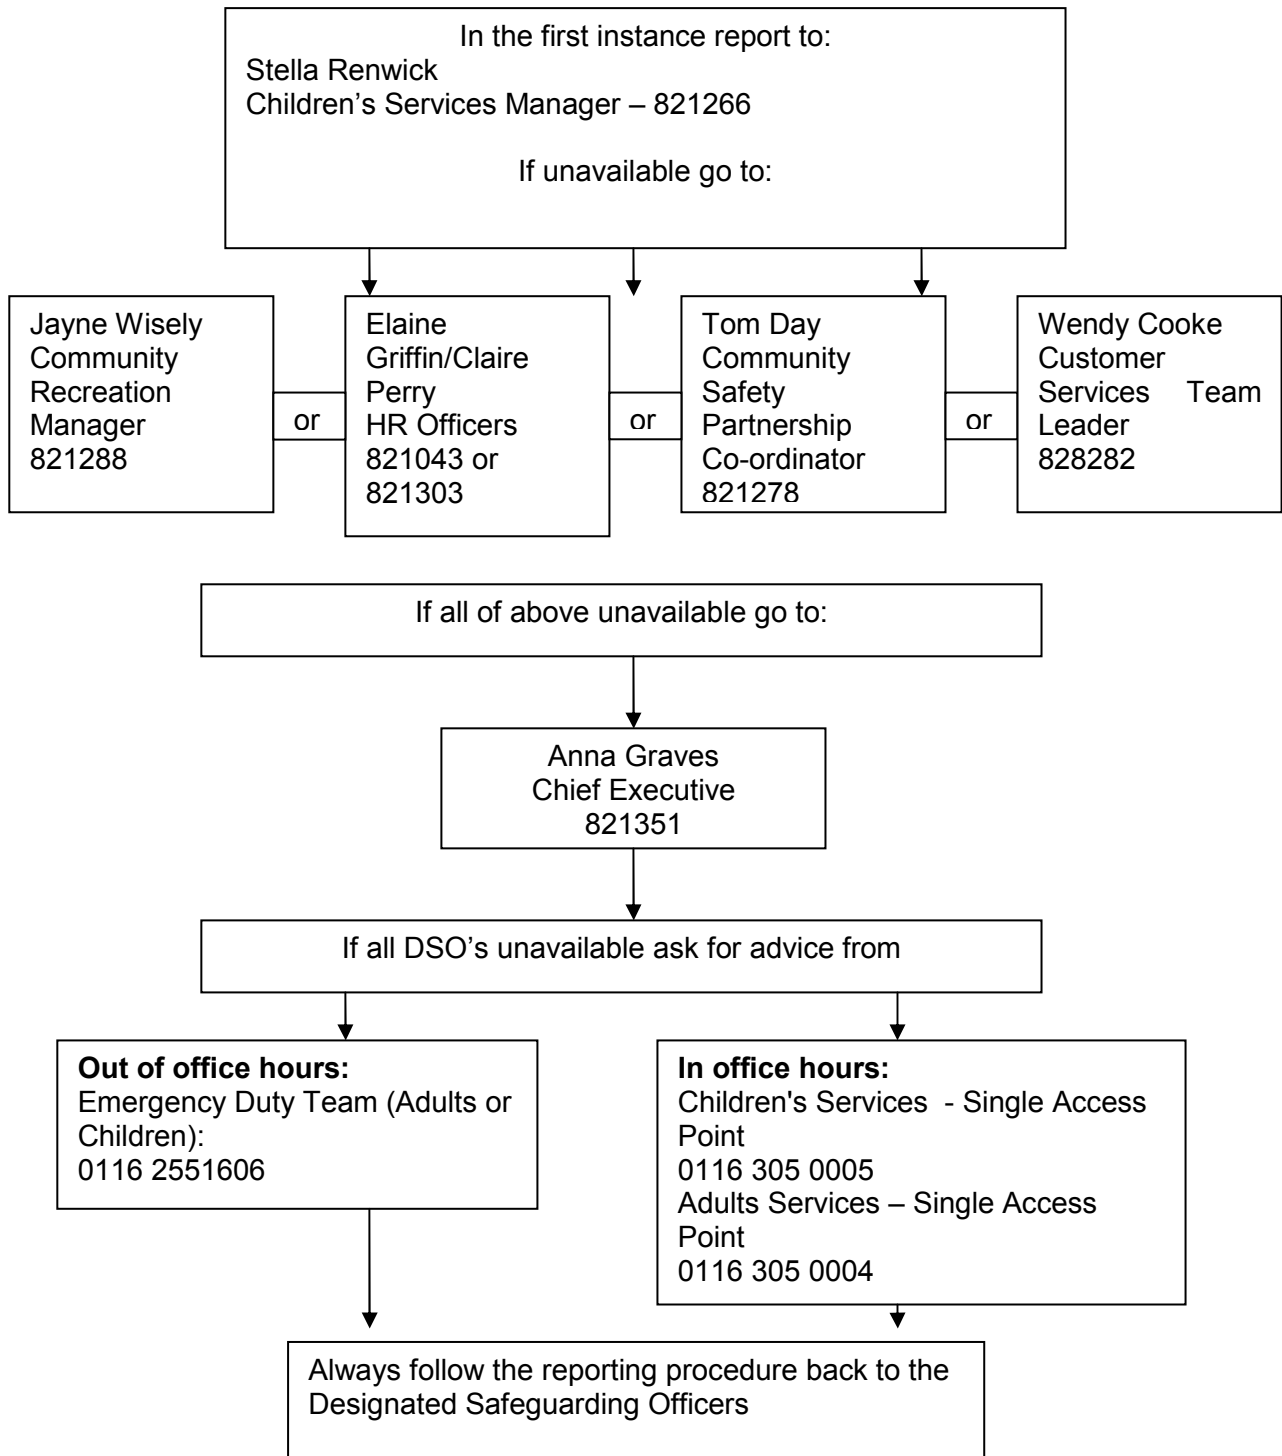 In the first instance report to:
Stella Renwick
Children’s Services Manager – 821266
If unavailable go to:
Jayne Wisely
Community
Recreation
Manager
821288
or
Elaine
Griffin/Claire
Perry
HR Officers
821043 or
821303
or
Tom Day
Community
Safety
Partnership
Co-ordinator
821278
or
Wendy Cooke
Customer
Services Team
Leader
828282
If all of above unavailable go to:
Anna Graves
Chief Executive
821351
If all DSO’s unavailable ask for advice from
Out of office hours:
Emergency Duty Team (Adults or
Children):
0116 2551606
In office hours:
Children's Services - Single Access
Point
0116 305 0005
Adults Services – Single Access
Point
0116 305 0004
Always follow the reporting procedure back to the
Designated Safeguarding Officers